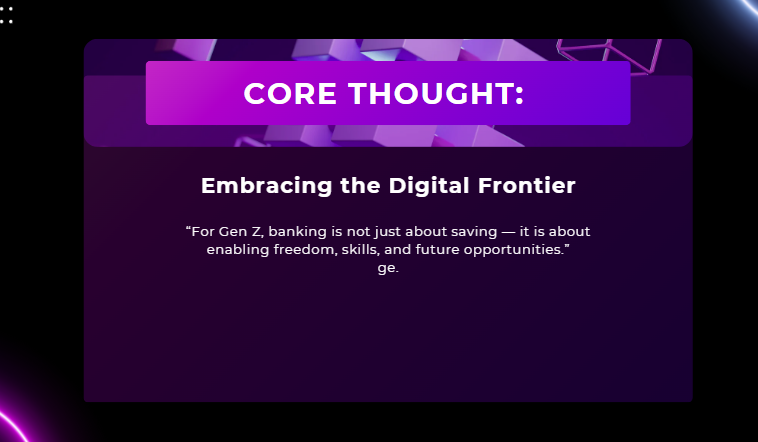 CORE THOUGHT:
Embracing the Digital Frontier
“For Gen Z, banking is not just about saving — it is about
enabling freedom, skills, and future opportunities.”
ge.